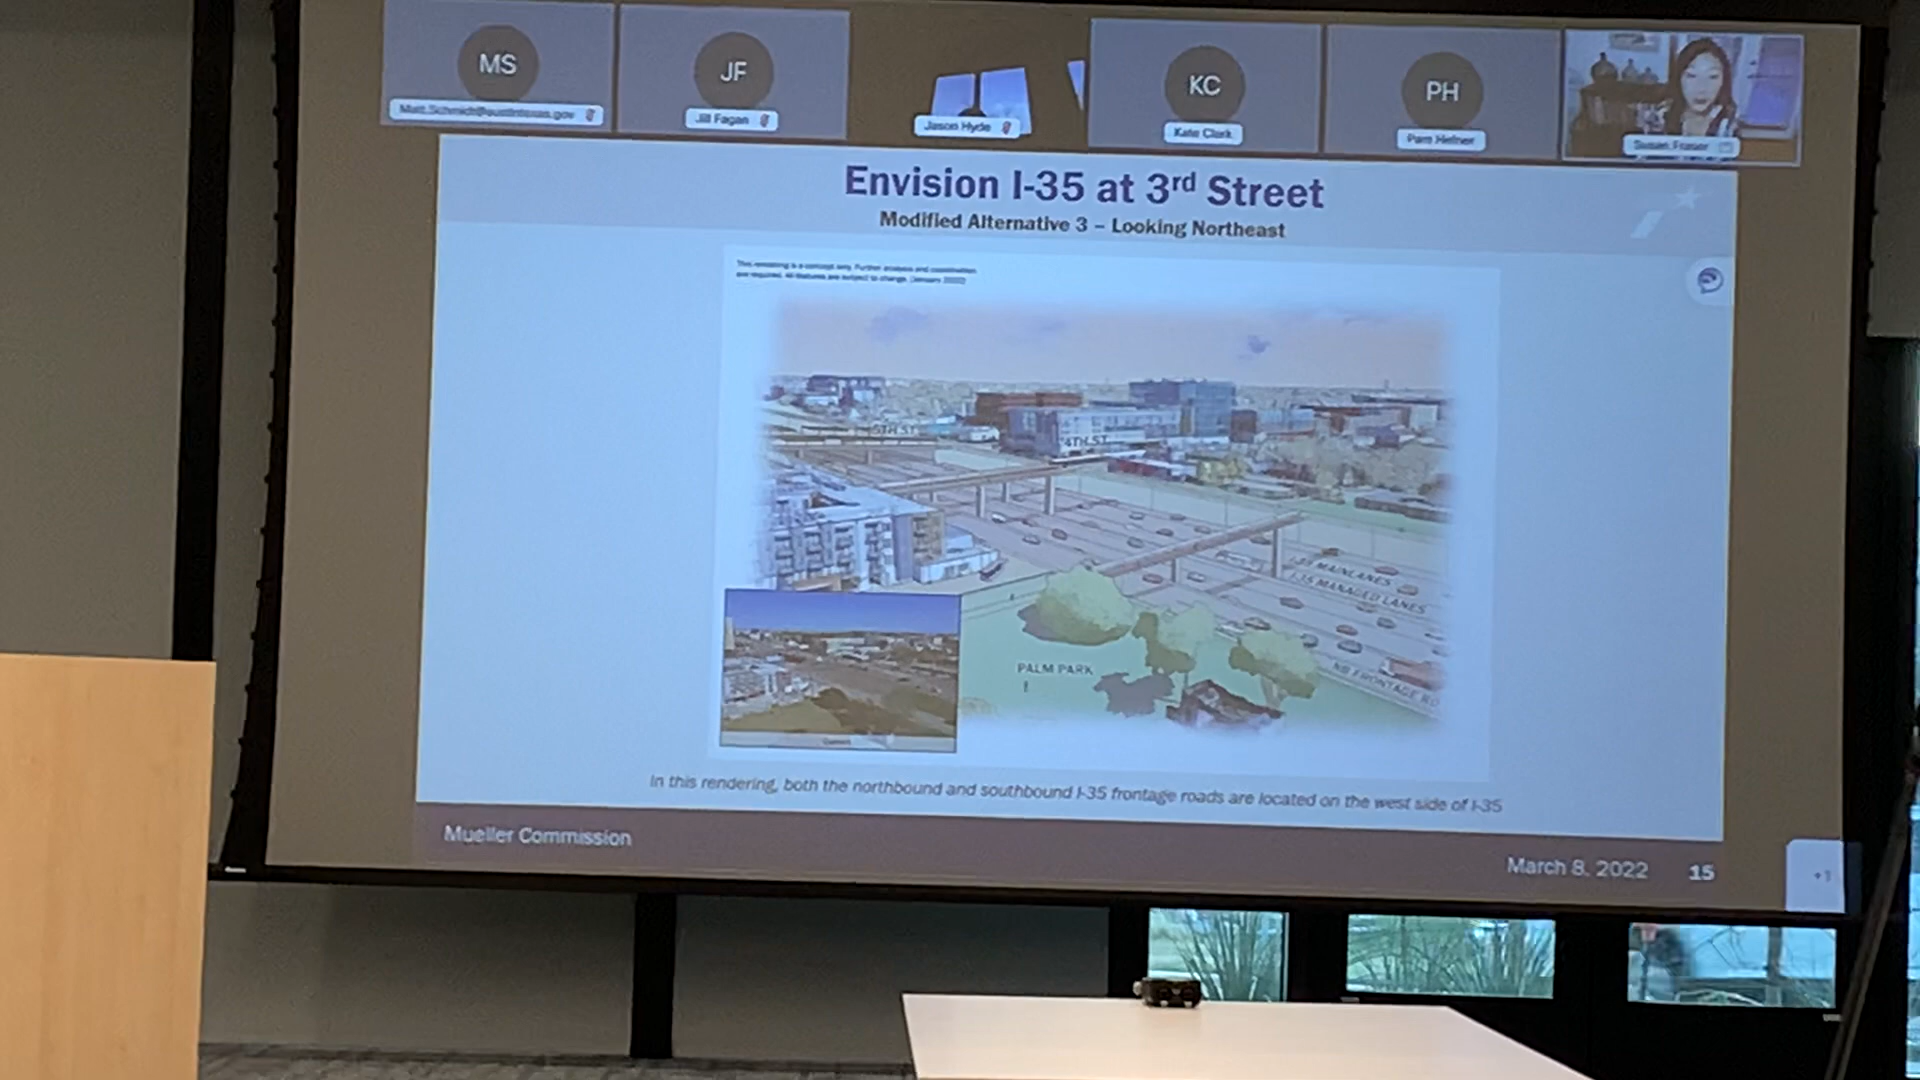 MS
Matt.Schmidt@austintexas.gov
JF
Jill Fagan
Jason Hyde
KC
Kate Clark
PH
Pam Hefner
Susan Fraser
Envision I-35 at 3rd Street
Modified Alternative 3 – Looking Northeast
This rendering is a concept only. Further analysis and coordination
are required. All features are subject to change. (January 2022)
5TH ST
4TH ST
I-35 MAINLANES
I-35 MANAGED LANES
NB FRONTAGE RD
PALM PARK
Current
In this rendering, both the northbound and southbound I-35 frontage roads are located on the west side of I-35
Mueller Commission
March 8, 2022
15
+1